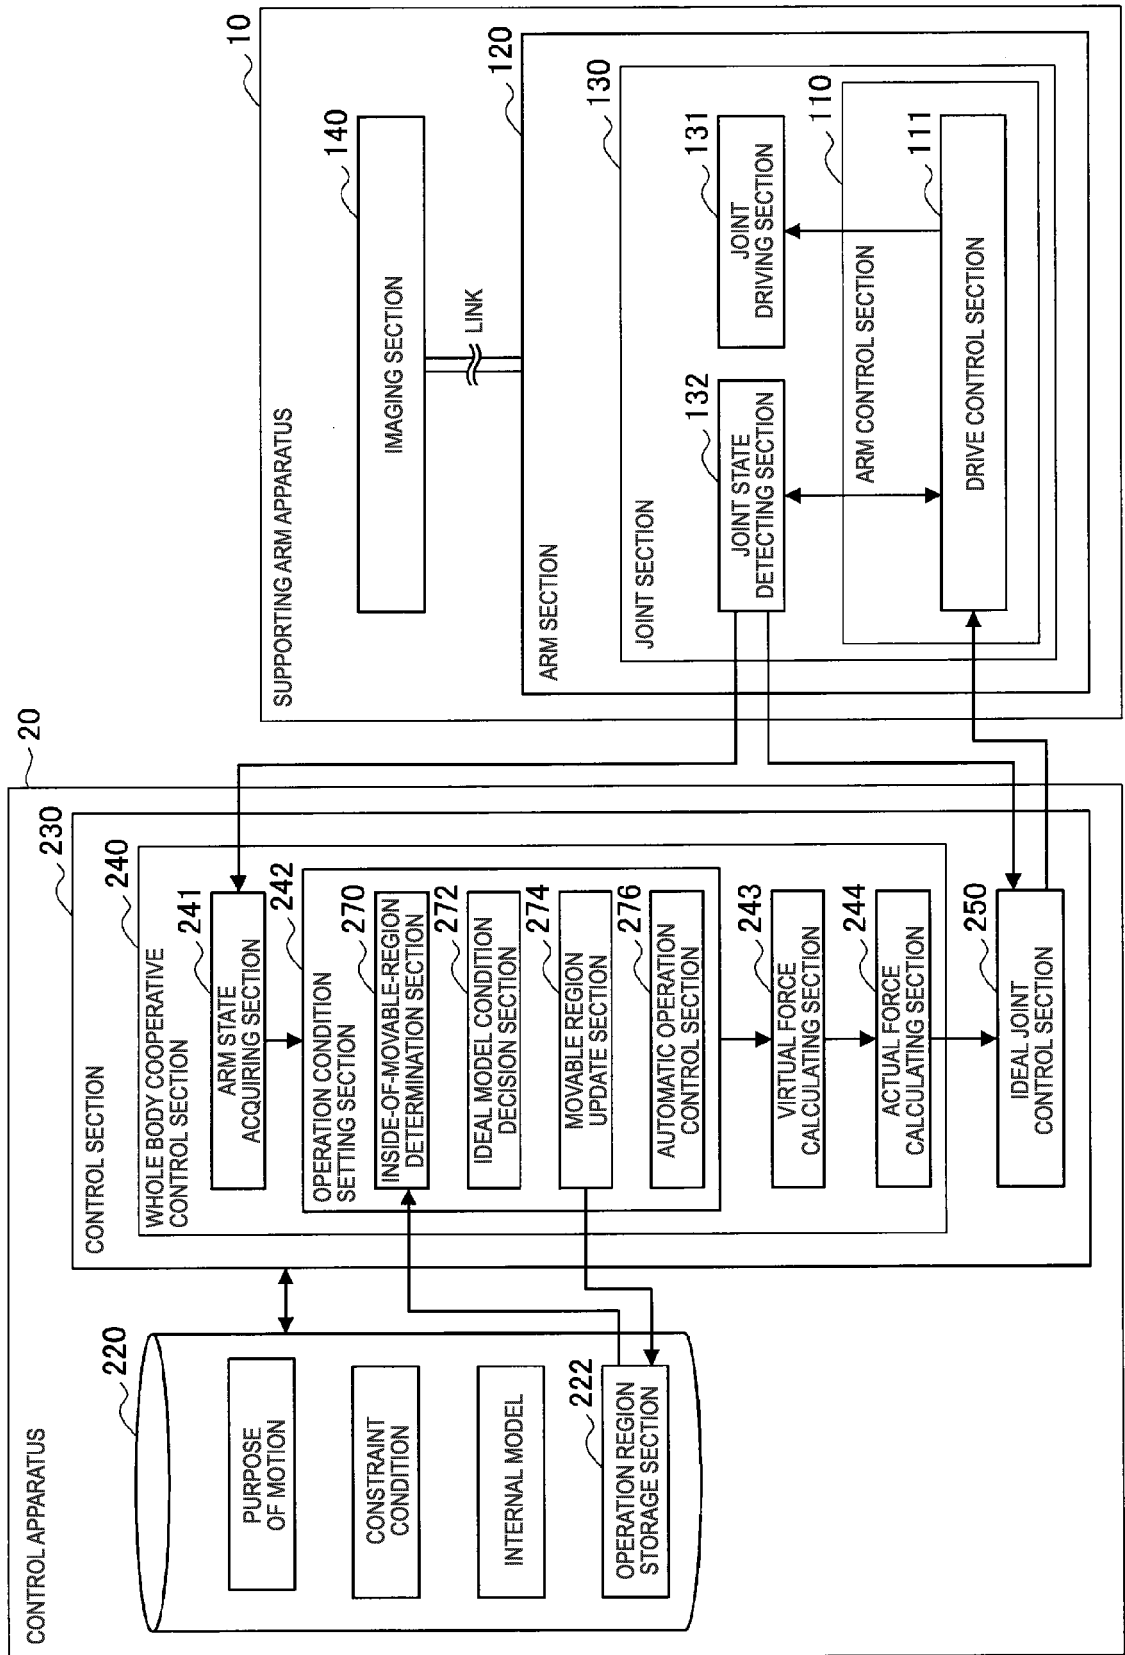 CONTROL APPARATUS
20
220
PURPOSE
OF MOTION
CONSTRAINT
CONDITION
INTERNAL MODEL
222
OPERATION REGION
STORAGE SECTION
CONTROL SECTION
230
WHOLE BODY COOPERATIVE
CONTROL SECTION
240
241
ARM STATE
ACQUIRING SECTION
OPERATION CONDITION
SETTING SECTION
242
270
INSIDE-OF-MOVABLE-REGION
DETERMINATION SECTION
272
IDEAL MODEL CONDITION
DECISION SECTION
274
MOVABLE REGION
UPDATE SECTION
276
AUTOMATIC OPERATION
CONTROL SECTION
243
VIRTUAL FORCE
CALCULATING SECTION
244
ACTUAL FORCE
CALCULATING SECTION
250
IDEAL JOINT
CONTROL SECTION
SUPPORTING ARM APPARATUS
10
140
IMAGING SECTION
LINK
ARM SECTION
120
JOINT SECTION
130
132
JOINT STATE
DETECTING SECTION
131
JOINT
DRIVING SECTION
ARM CONTROL SECTION
110
111
DRIVE CONTROL SECTION